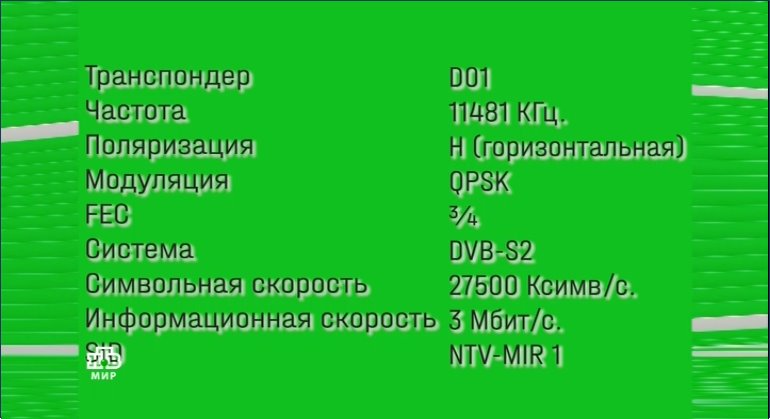 Транспондер D01
Частота 11481 КГц.
Поляризация H (горизонтальная)
Модуляция QPSK
FEC ¾
Система DVB-S2
Символьная скорость 27500 Ксимв/с.
Информационная скорость 3 Мбит/с.
NTV-MIR 1
МИР